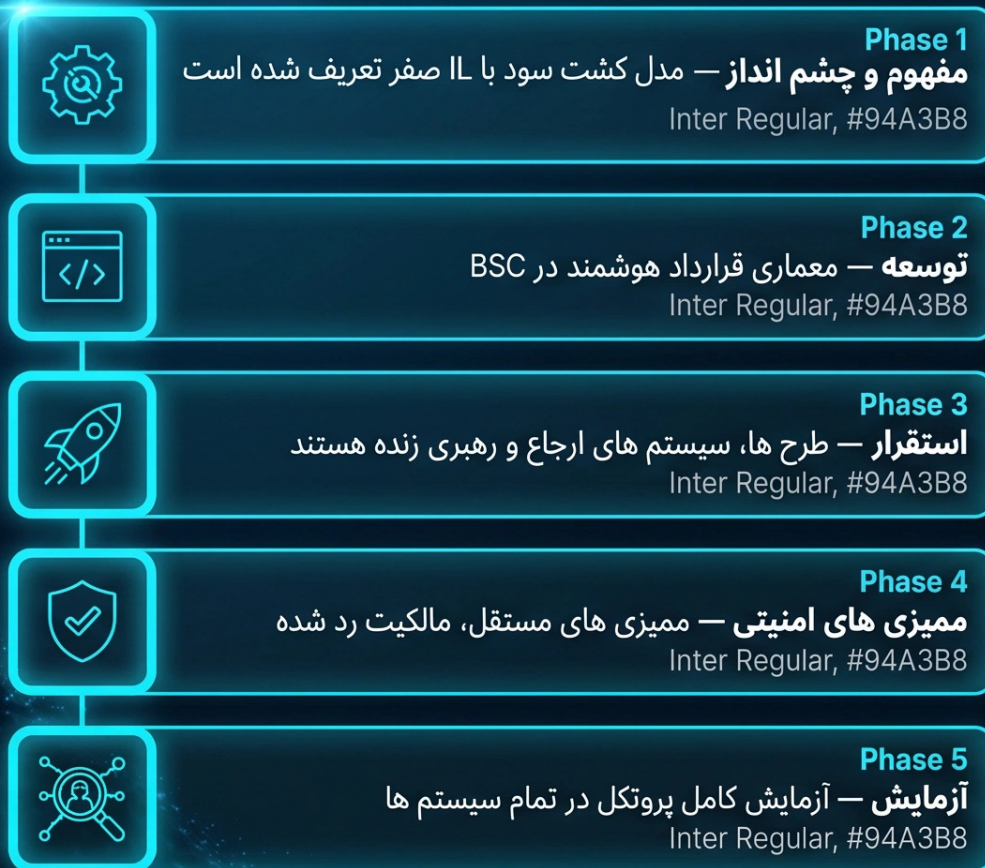 Phase 1
مفهوم و چشم انداز — مدل کشت سود با IL صفر تعریف شده است
Inter Regular, #94A3B8
Phase 2
توسعه — معماری قرارداد هوشمند در BSC
Inter Regular, #94A3B8
Phase 3
استقرار — طرح ها، سیستم های ارجاع و رهبری زنده هستند
Inter Regular, #94A3B8
Phase 4
ممیزی های امنیتی — ممیزی های مستقل، مالکیت رد شده
Inter Regular, #94A3B8
Phase 5
آزمایش — آزمایش کامل پروتکل در تمام سیستم ها
Inter Regular, #94A3B8